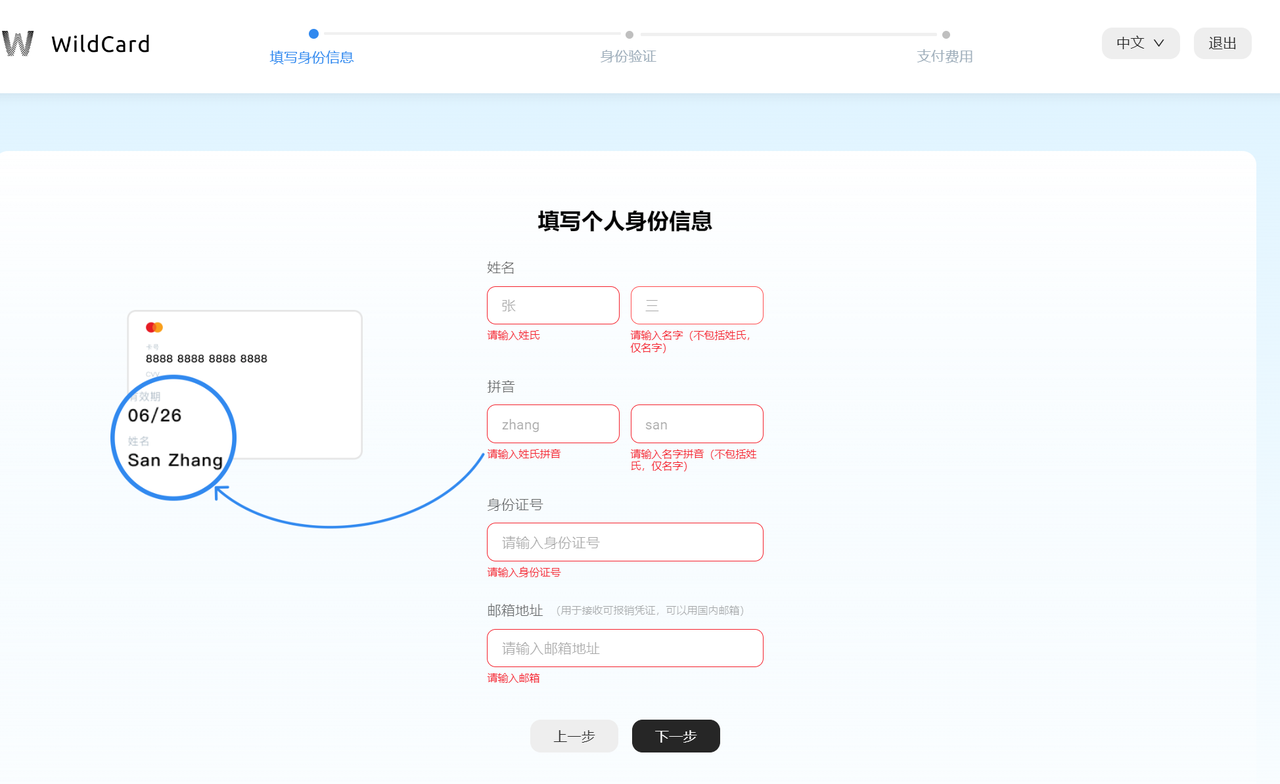 WildCard
填写身份信息
身份验证
支付费用
中文
退出
填写个人身份信息
姓名
张
三
请输入姓氏
请输入名字（不包括姓氏，
仅名字）
卡号
8888 8888 8888 8888
CVV
有效期
06/26
姓名
San Zhang
拼音
zhang
san
请输入姓氏拼音
请输入名字拼音（不包括姓
氏，仅名字）
身份证号
请输入身份证号
请输入身份证号
邮箱地址 （用于接收可报销凭证，可以用国内邮箱）
请输入邮箱地址
请输入邮箱
上一步
下一步